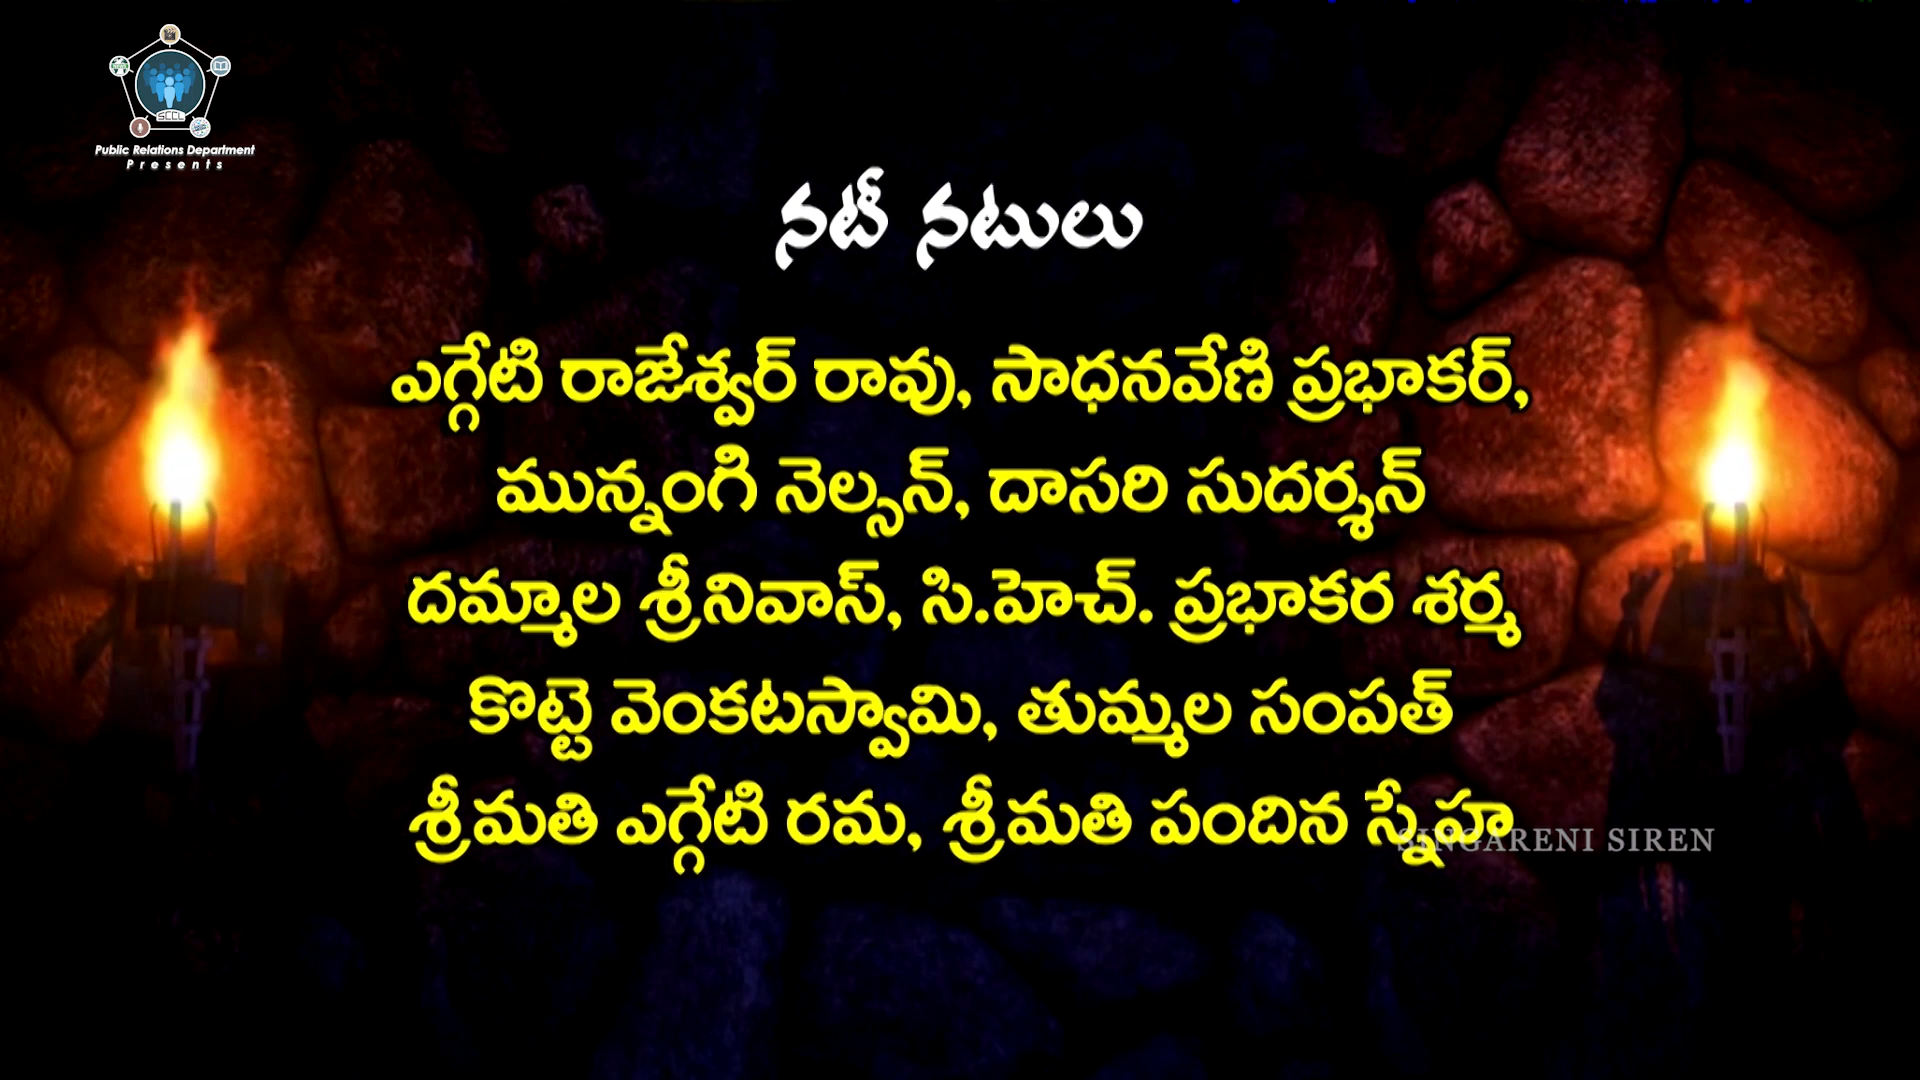 SCCL
Public Relations Department
Presents
నటీ నటులు
ఎగ్గేటి రాజేశ్వర్ రావు, సాధనవేణి ప్రభాకర్,
మున్నంగి నెల్సన్, దాసరి సుదర్శన్
దమ్మాల శ్రీనివాస్, సి.హెచ్. ప్రభాకర శర్మ
కొట్టె వెంకటస్వామి, తుమ్మల సంపత్
శ్రీమతి ఎగ్గేటి రమ, శ్రీమతి పందిన స్నేహ
SINGARENI SIREN